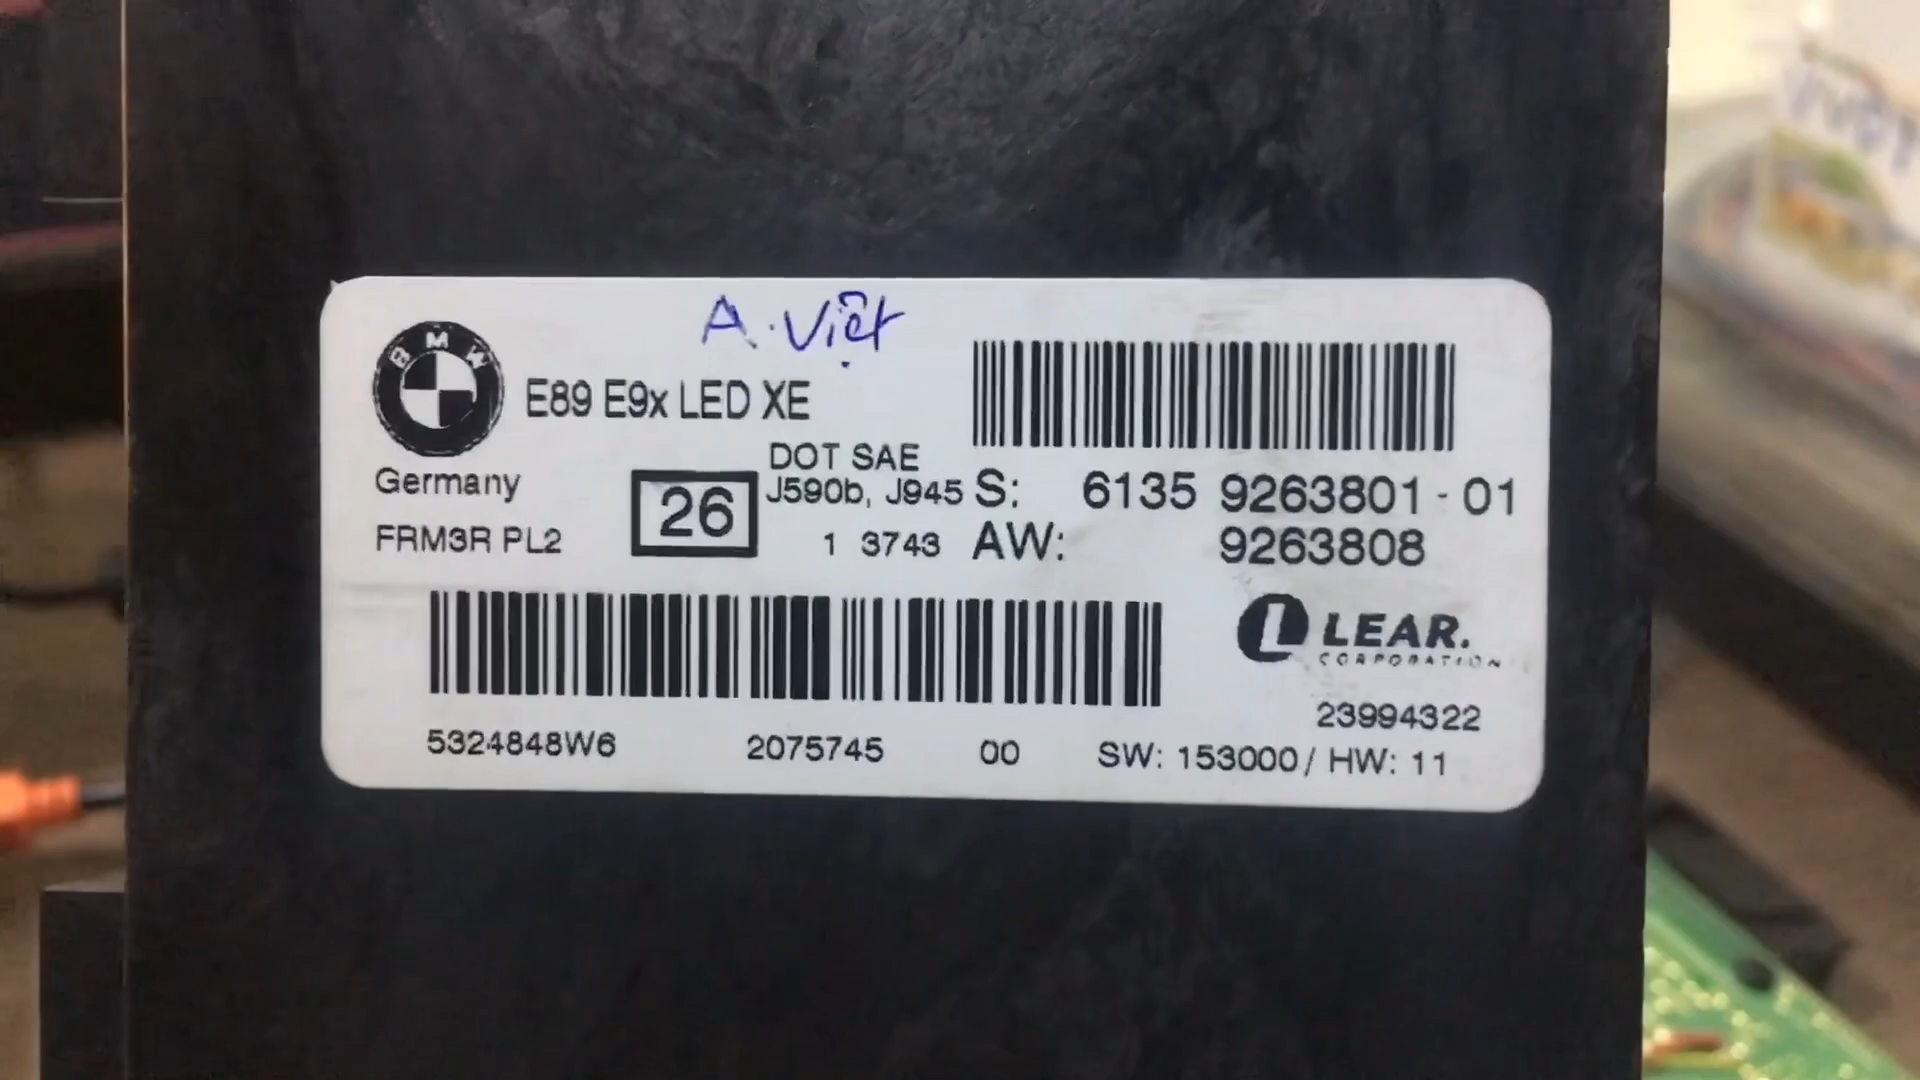 A. Việt
BMW
E89 E9x LED XE
DOT SAE
Germany
26
J590b, J945
S: 6135 9263801 - 01
FRM3R PL2
1 3743
AW: 9263808
L LEAR.
CORPORATION
23994322
5324848W6 2075745 00 SW: 153000 / HW: 11